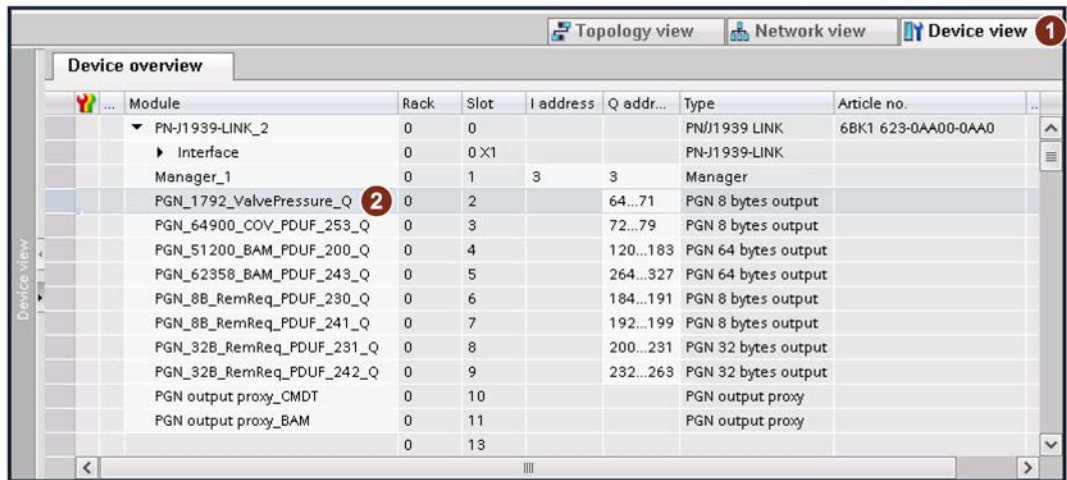 Topology view Network view Device view 1
Device overview
... Module Rack Slot I address Q addr... Type Article no. ..
PN-J1939-LINK_2 0 0 PN/J1939 LINK 6BK1 623-0AA00-0AA0
Interface 0 0 X1 PN-J1939-LINK
Manager_1 0 1 3 3 Manager
PGN_1792_ValvePressure_Q 2 0 2 64...71 PGN 8 bytes output
PGN_64900_COV_PDUF_253_Q 0 3 72...79 PGN 8 bytes output
PGN_51200_BAM_PDUF_200_Q 0 4 120...183 PGN 64 bytes output
PGN_62358_BAM_PDUF_243_Q 0 5 264...327 PGN 64 bytes output
PGN_8B_RemReq_PDUF_230_Q 0 6 184...191 PGN 8 bytes output
PGN_8B_RemReq_PDUF_241_Q 0 7 192...199 PGN 8 bytes output
PGN_32B_RemReq_PDUF_231_Q 0 8 200...231 PGN 32 bytes output
PGN_32B_RemReq_PDUF_242_Q 0 9 232...263 PGN 32 bytes output
PGN output proxy_CMDT 0 10 PGN output proxy
PGN output proxy_BAM 0 11 PGN output proxy
0 13
Device view